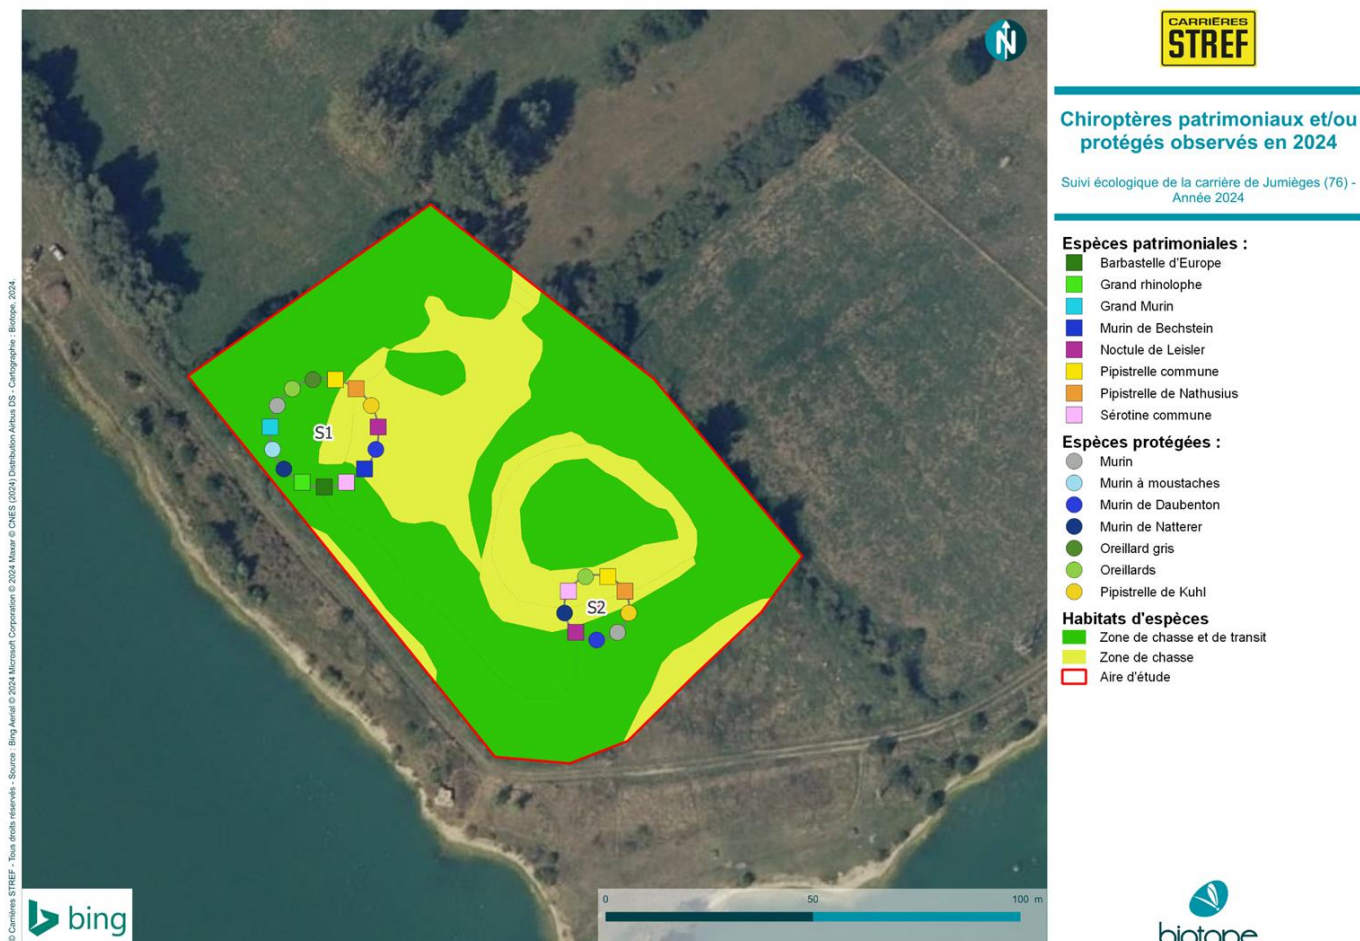 N
CARRIÈRES
STREF
Chiroptères patrimoniaux et/ou
protégés observés en 2024
Suivi écologique de la carrière de Jumièges (76) -
Année 2024
Espèces patrimoniales :
Barbastelle d'Europe
Grand rhinolophe
Grand Murin
Murin de Bechstein
Noctule de Leisler
Pipistrelle commune
Pipistrelle de Nathusius
Sérotine commune
Espèces protégées :
Murin
Murin à moustaches
Murin de Daubenton
Murin de Natterer
Oreillard gris
Oreillards
Pipistrelle de Kuhl
Habitats d'espèces
Zone de chasse et de transit
Zone de chasse
Aire d'étude
S1
S2
0 50 100 m
bing
biotope
© Carrières STREF - Tous droits réservés - Source : Bing Aerial © 2024 Microsoft Corporation © 2024 Maxar © CNES (2024) Distribution Airbus DS - Cartographie : Biotope, 2024.